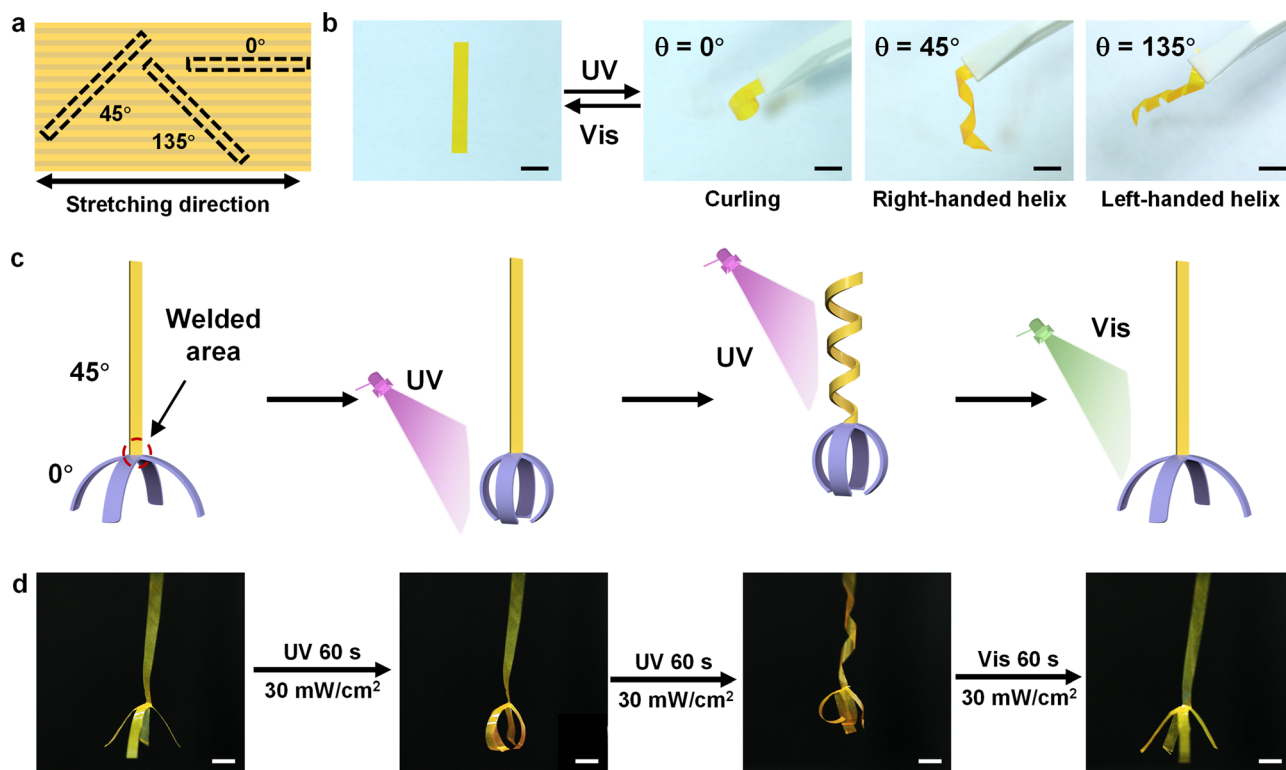 a
0°
45°
135°
Stretching direction
b
UV
Vis
θ = 0°
θ = 45°
θ = 135°
Curling
Right-handed helix
Left-handed helix
c
Welded
area
45°
0°
UV
UV
Vis
d
UV 60 s
30 mW/cm²
UV 60 s
30 mW/cm²
Vis 60 s
30 mW/cm²